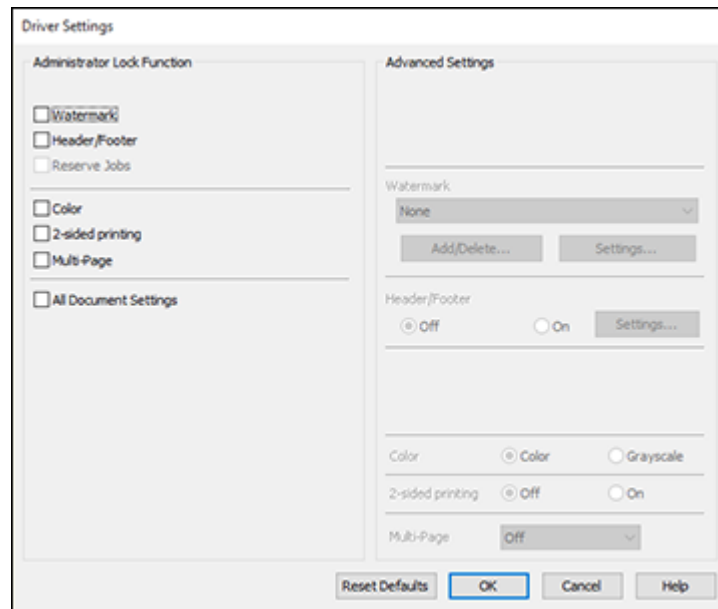 Driver Settings
Administrator Lock Function
Watermark
Header/Footer
Reserve Jobs
Color
2-sided printing
Multi-Page
All Document Settings
Advanced Settings
Watermark
None
Add/Delete... Settings...
Header/Footer
Off On Settings...
Color Color Grayscale
2-sided printing Off On
Multi-Page Off
Reset Defaults OK Cancel Help